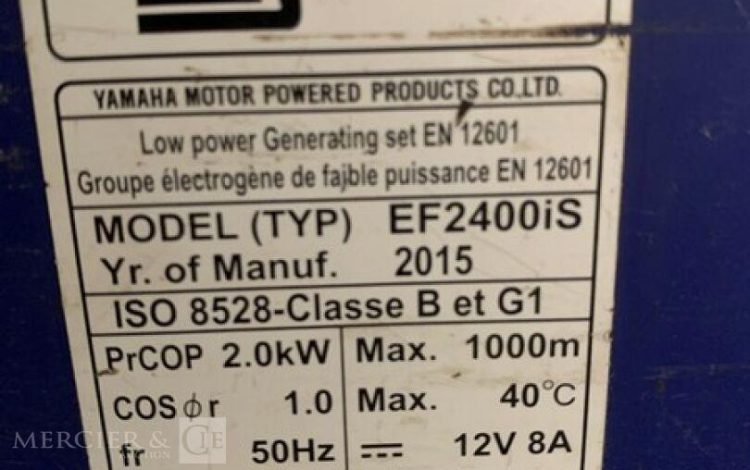 YAMAHA MOTOR POWERED PRODUCTS CO.,LTD.
Low power Generating set EN 12601
Groupe électrogène de fajble puissance EN 12601
MODEL (TYP) EF2400iS
Yr. of Manuf. 2015
ISO 8528-Classe B et G1
PrCOP 2.0kW Max. 1000m
COS φ r 1.0 Max. 40°C
fr 50Hz ⎓ 12V 8A
MERCIER & CIE